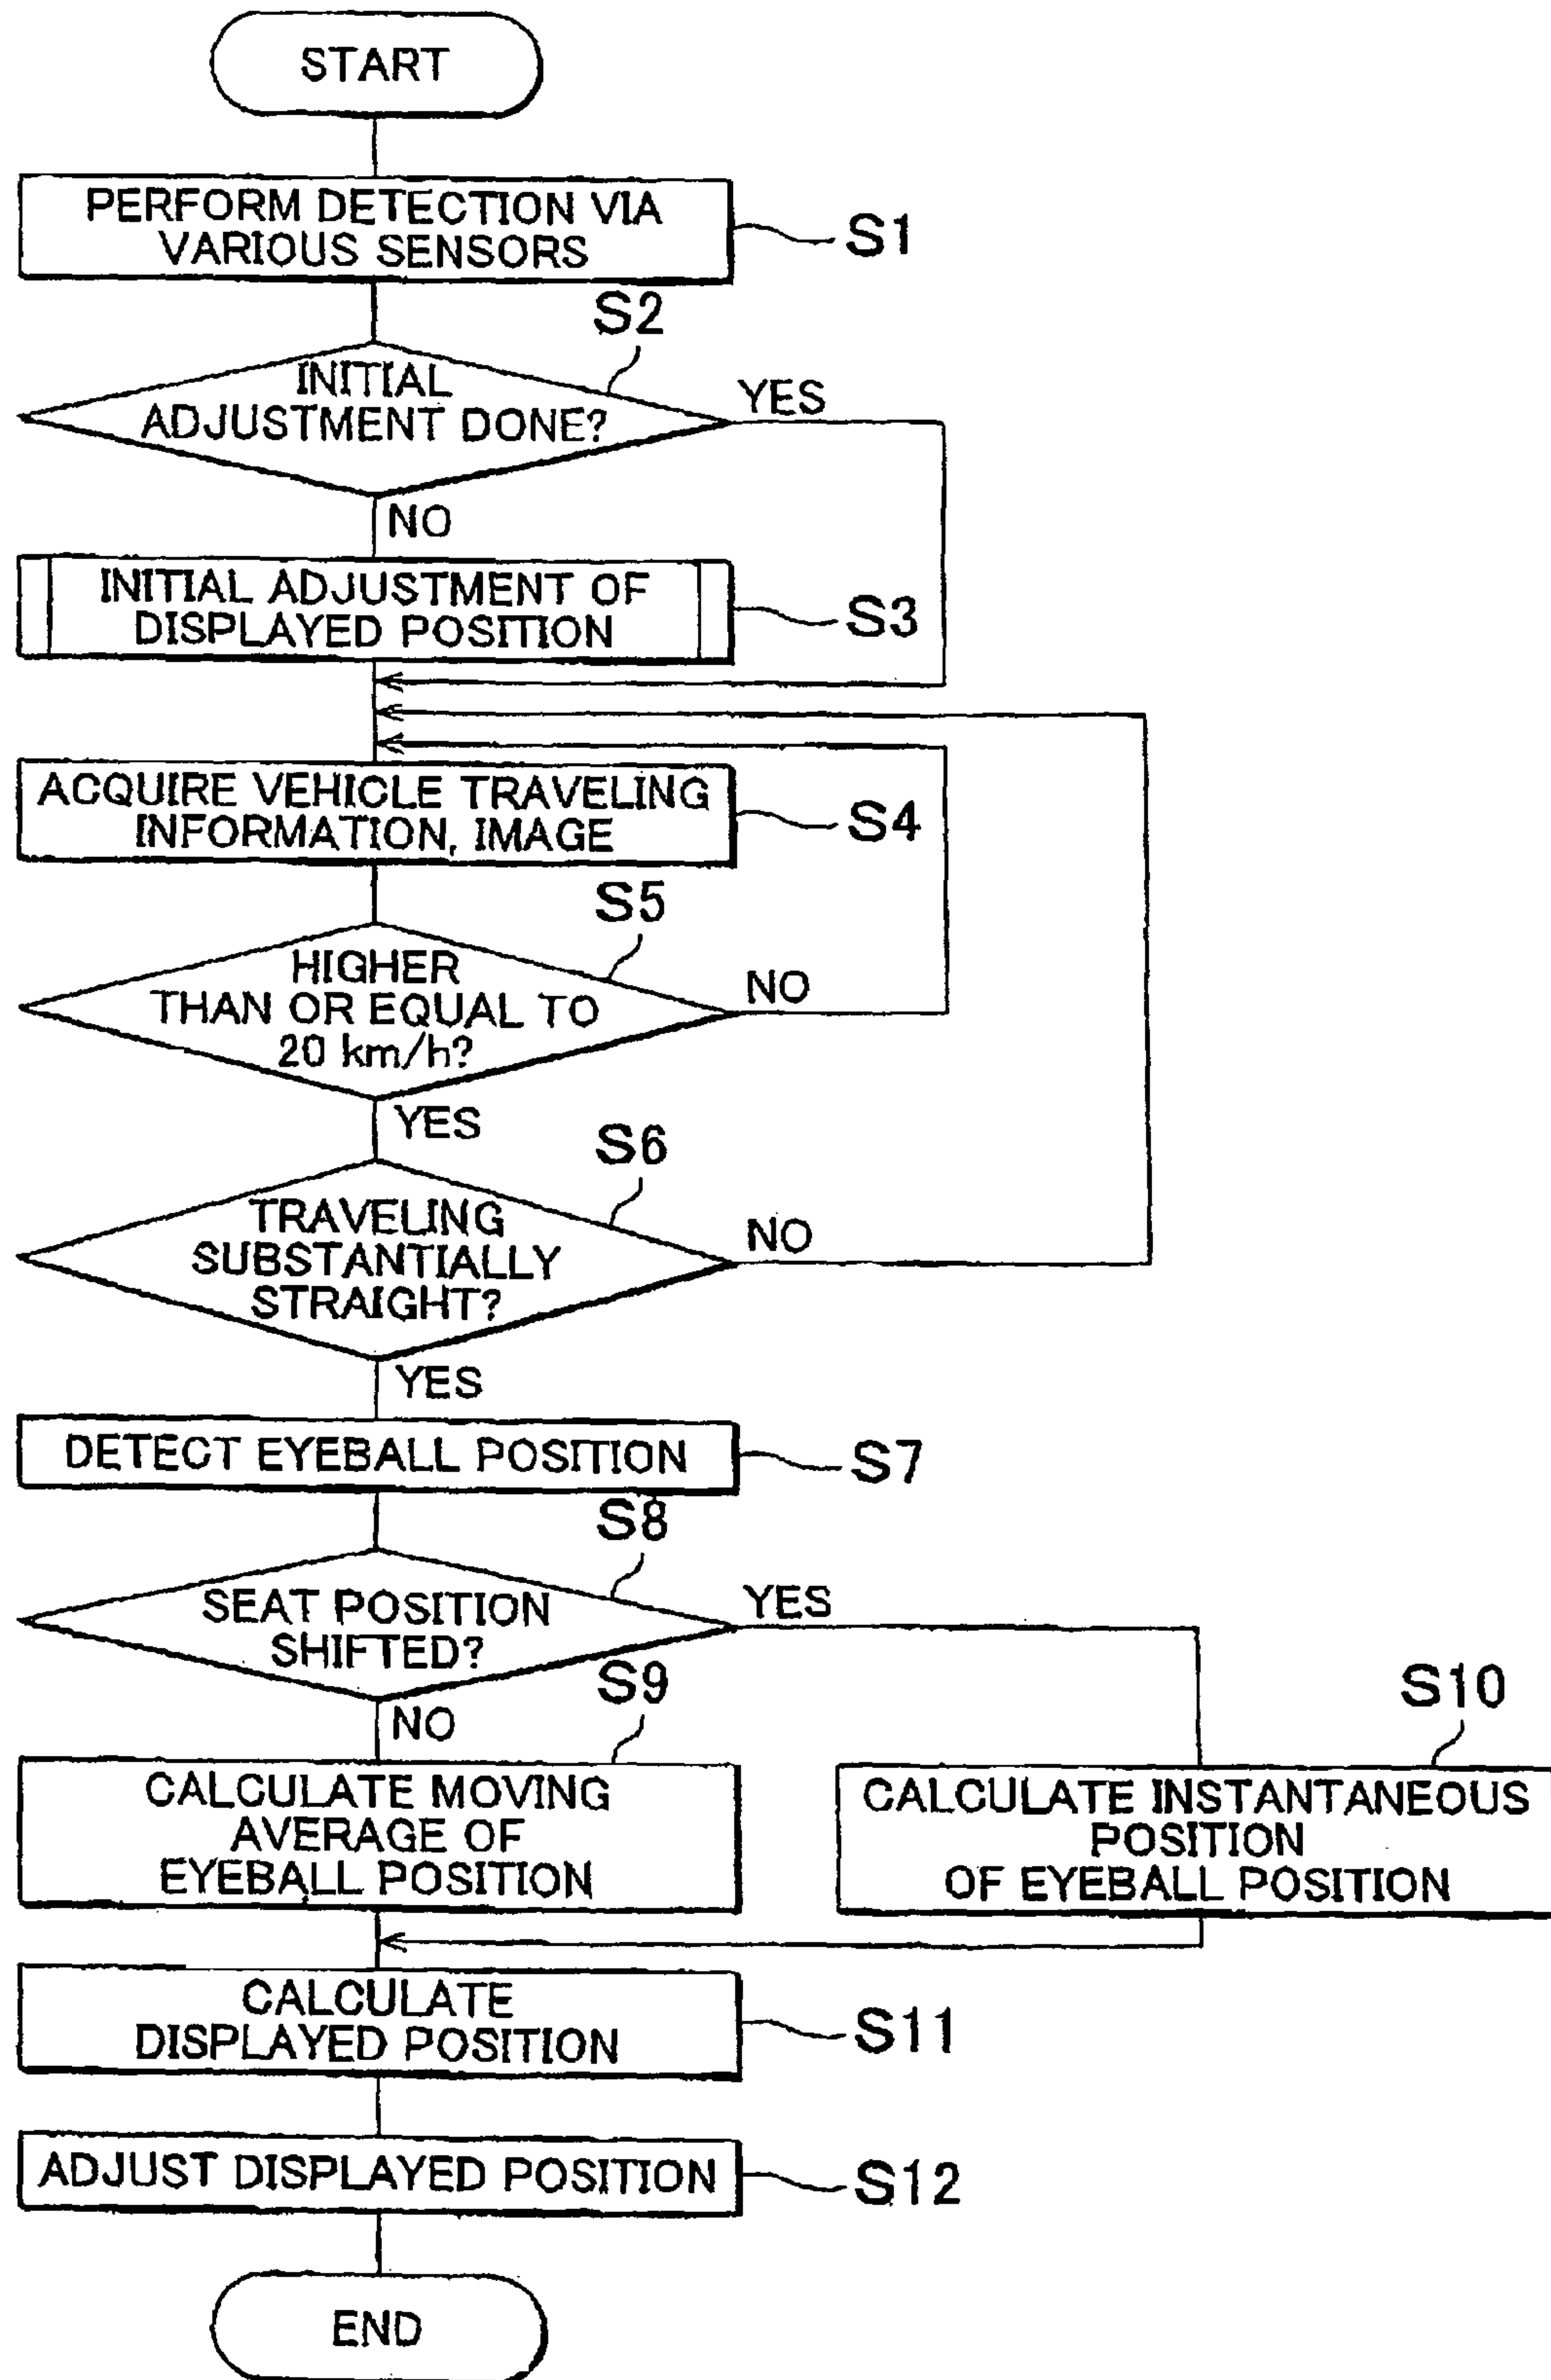 START
PERFORM DETECTION VIA
VARIOUS SENSORS
S1
S2
INITIAL
ADJUSTMENT DONE?
YES
NO
INITIAL ADJUSTMENT OF
DISPLAYED POSITION
S3
ACQUIRE VEHICLE TRAVELING
INFORMATION, IMAGE
S4
S5
HIGHER
THAN OR EQUAL TO
20 km/h?
NO
YES
S6
TRAVELING
SUBSTANTIALLY
STRAIGHT?
NO
YES
DETECT EYEBALL POSITION
S7
S8
SEAT POSITION
SHIFTED?
YES
NO
S9
CALCULATE MOVING
AVERAGE OF
EYEBALL POSITION
S10
CALCULATE INSTANTANEOUS
POSITION
OF EYEBALL POSITION
CALCULATE
DISPLAYED POSITION
S11
ADJUST DISPLAYED POSITION
S12
END